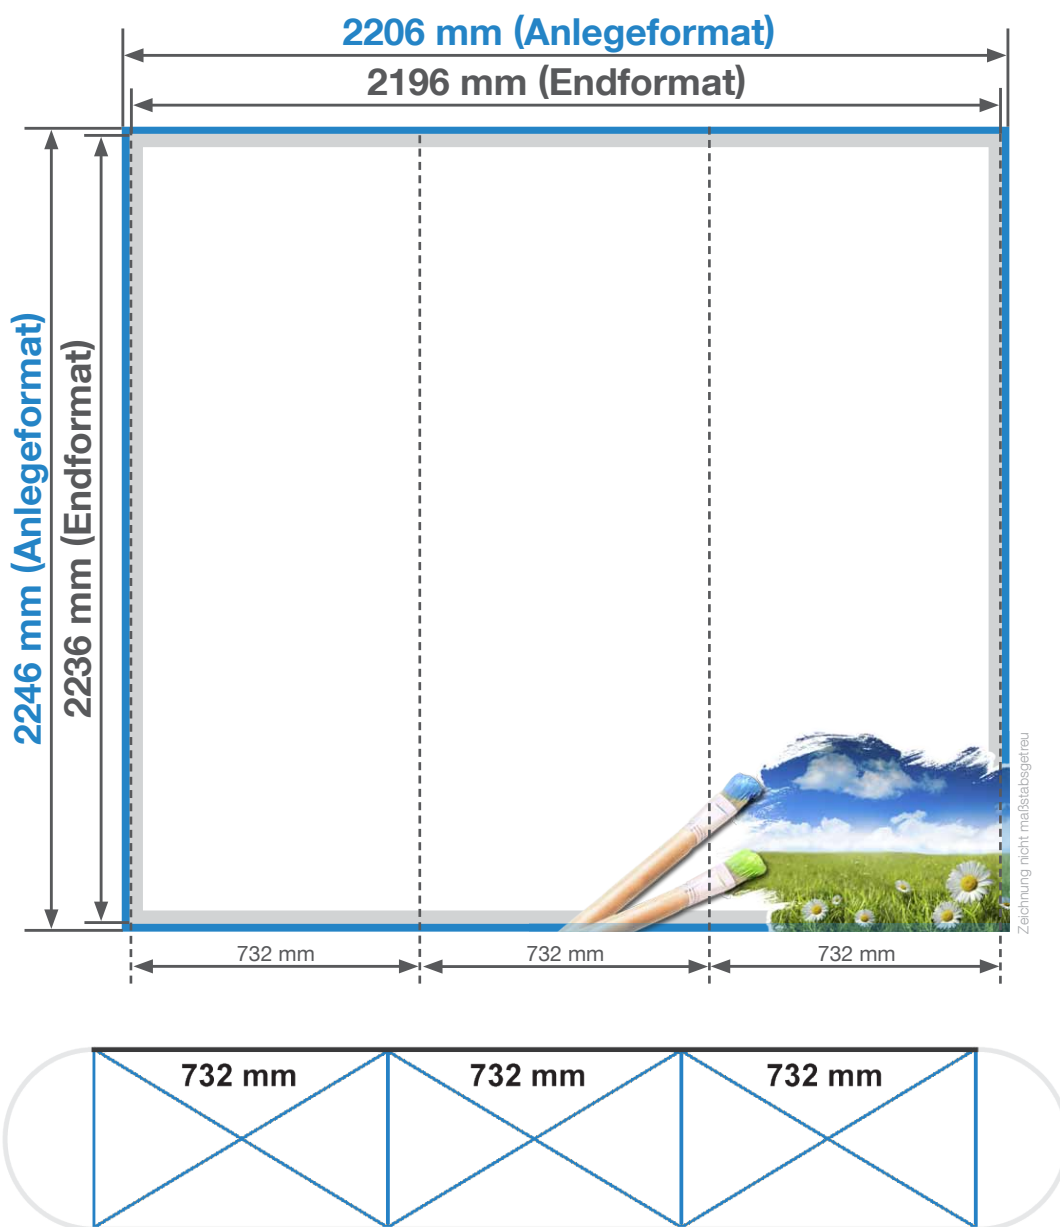 2206 mm (Anlegeformat)
2196 mm (Endformat)
2246 mm (Anlegeformat)
2236 mm (Endformat)
Zeichnung nicht maßstabsgetreu
732 mm
732 mm
732 mm
732 mm
732 mm
732 mm